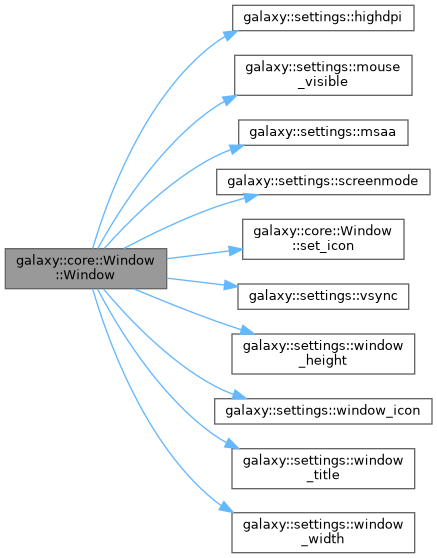 galaxy::settings::highdpi
galaxy::settings::mouse
_visible
galaxy::settings::msaa
galaxy::settings::screenmode
galaxy::core::Window
::set_icon
galaxy::core::Window
::Window
galaxy::settings::vsync
galaxy::settings::window
_height
galaxy::settings::window_icon
galaxy::settings::window
_title
galaxy::settings::window
_width